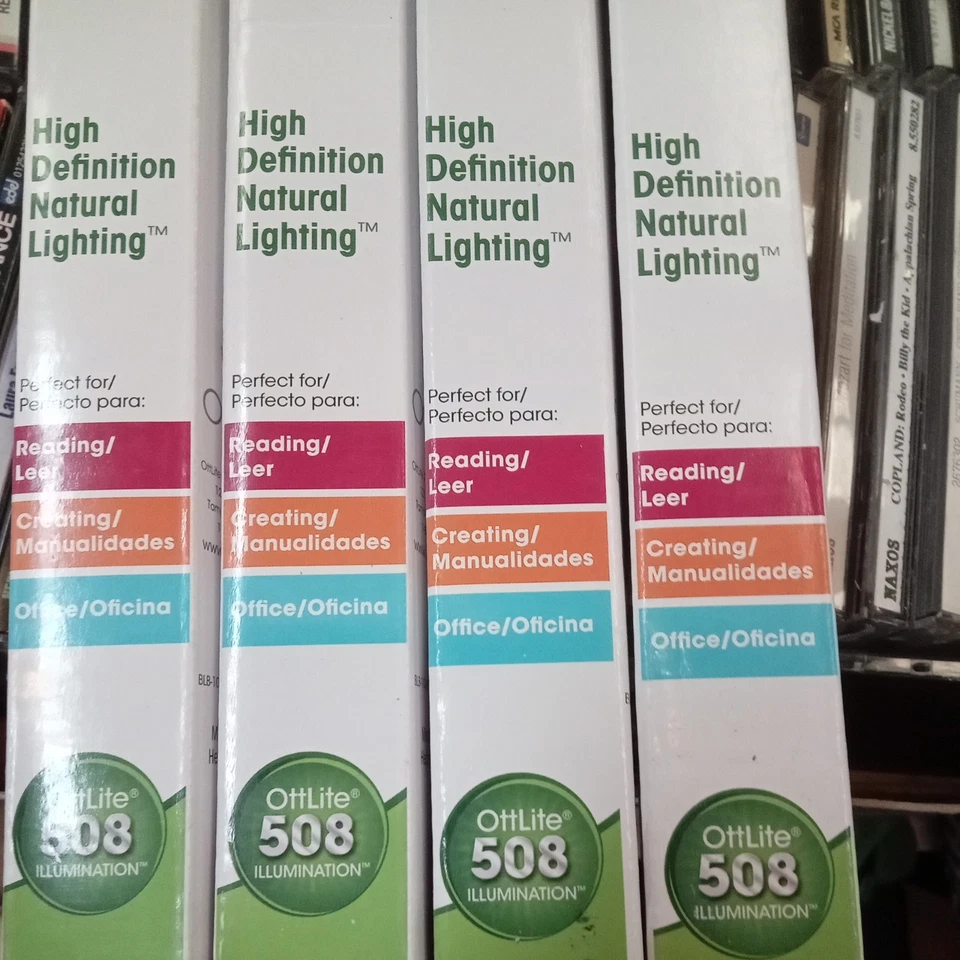 High
Definition
Natural
Lighting™
Perfect for/
Perfecto para:
Reading/
Leer
Creating/
Manualidades
Office/Oficina
OttLite®
508
ILLUMINATION™
High
Definition
Natural
Lighting™
Perfect for/
Perfecto para:
Reading/
Leer
Creating/
Manualidades
Office/Oficina
OttLite®
508
ILLUMINATION™
High
Definition
Natural
Lighting™
Perfect for/
Perfecto para:
Reading/
Leer
Creating/
Manualidades
Office/Oficina
OttLite®
508
ILLUMINATION™
High
Definition
Natural
Lighting™
Perfect for/
Perfecto para:
Reading/
Leer
Creating/
Manualidades
Office/Oficina
OttLite®
508
ILLUMINATION™
NAXOS COPLAND: Rodeo • Billy the Kid • Appalachian Spring 8.550282
Laura